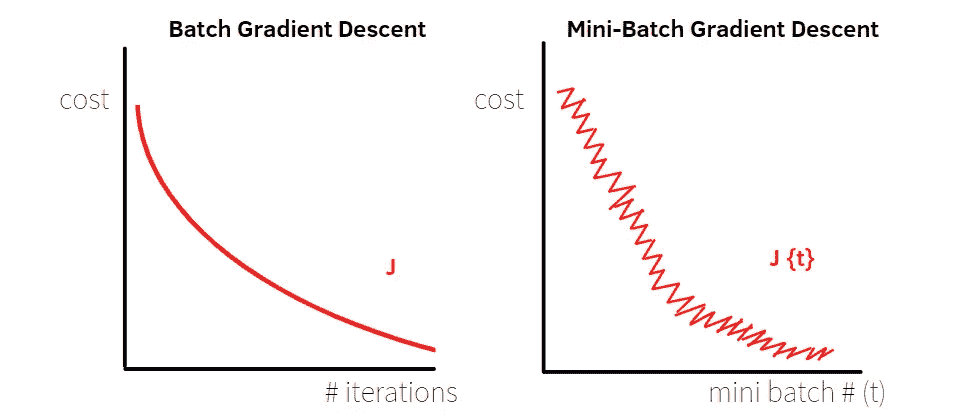 Batch Gradient Descent
cost
J
# iterations
Mini-Batch Gradient Descent
cost
J {t}
mini batch # (t)